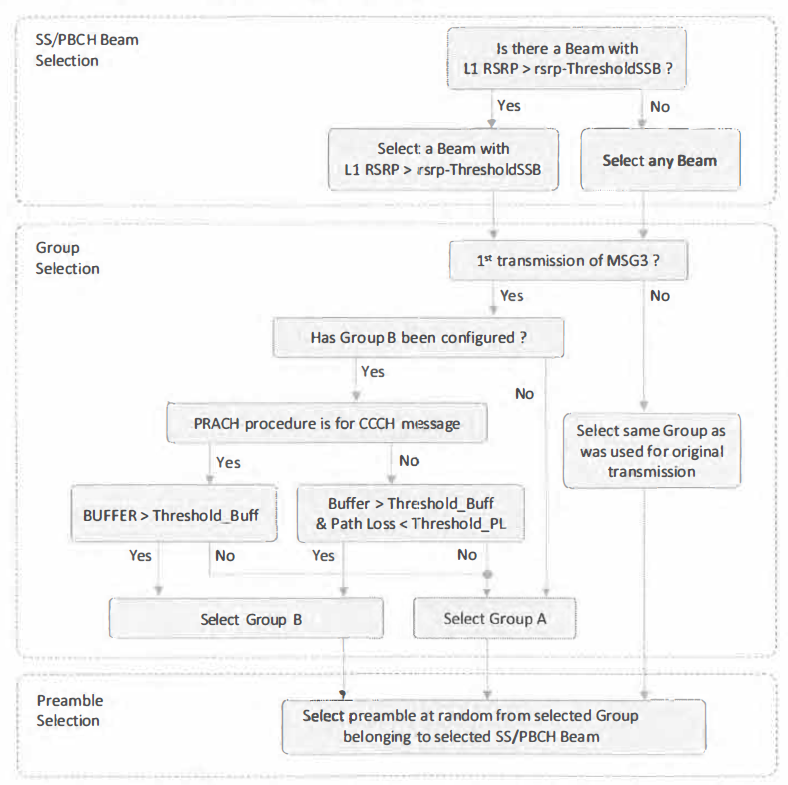 SS/PBCH Beam
Selection
Is there a Beam with
L1 RSRP > rsrp-ThresholdSSB ?
Yes
No
Select a Beam with
L1 RSRP > rsrp-ThresholdSSB
Select any Beam
Group
Selection
1st transmission of MSG3 ?
Yes
No
Has Group B been configured ?
Yes
No
PRACH procedure is for CCCH message
Select same Group as
was used for original
transmission
Yes
No
BUFFER > Threshold_Buff
Buffer > Threshold_Buff
& Path Loss < Threshold_PL
Yes
No
Yes
No
Select Group B
Select Group A
Preamble
Selection
Select preamble at random from selected Group
belonging to selected SS/PBCH Beam